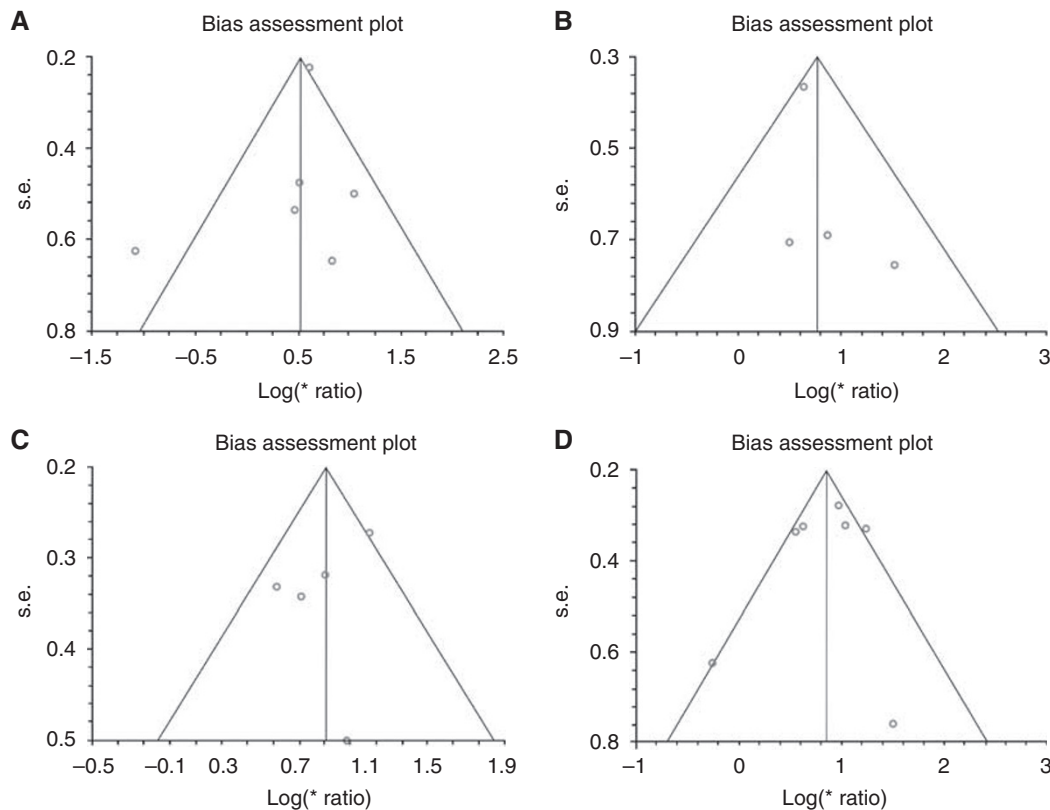 A
Bias assessment plot
0.2
0.4
0.6
0.8
s.e.
–1.5 –0.5 0.5 1.5 2.5
Log(* ratio)
B
Bias assessment plot
0.3
0.5
0.7
0.9
s.e.
–1 0 1 2 3
Log(* ratio)
C
Bias assessment plot
0.2
0.3
0.4
0.5
s.e.
–0.5 –0.1 0.3 0.7 1.1 1.5 1.9
Log(* ratio)
D
Bias assessment plot
0.2
0.4
0.6
0.8
s.e.
–1 0 1 2 3
Log(* ratio)